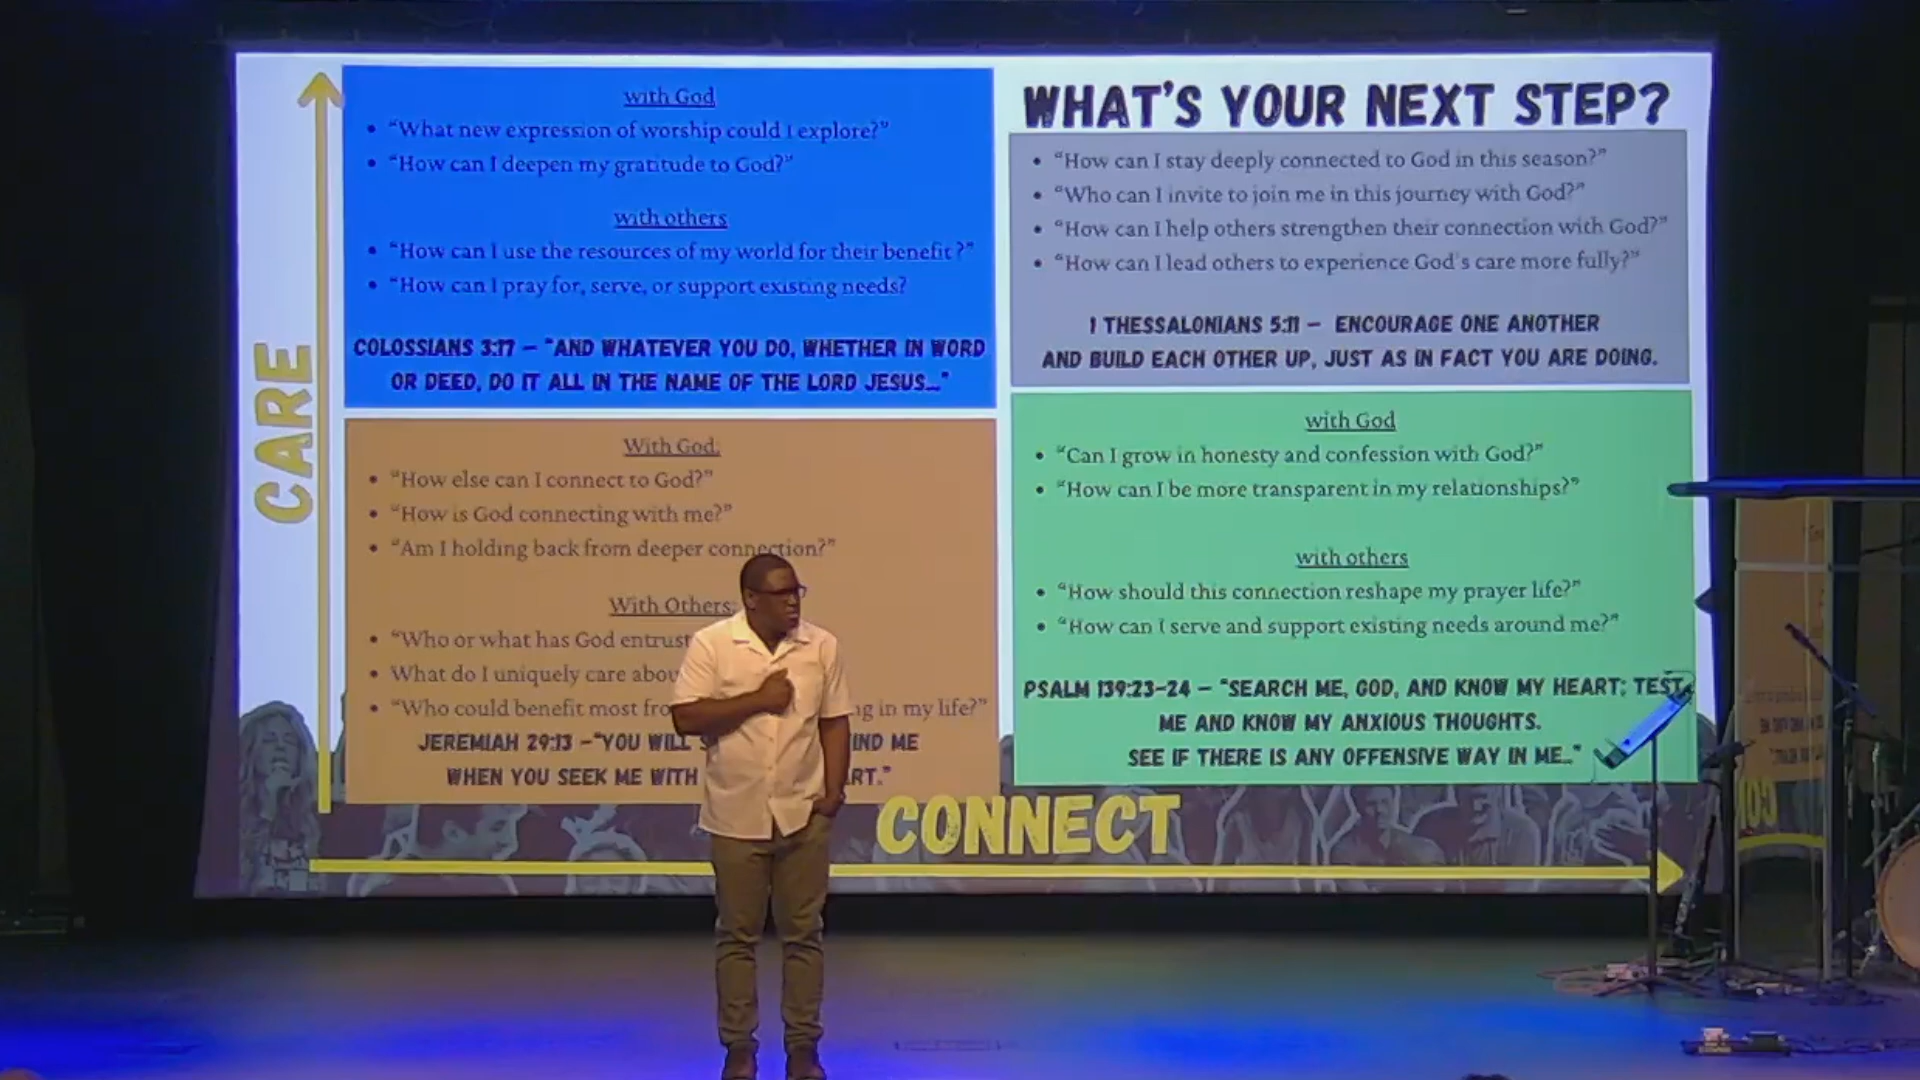 with God
• "What new expression of worship could I explore?"
• "How can I deepen my gratitude to God?"
with others
• "How can I use the resources of my world for their benefit?"
• "How can I pray for, serve, or support existing needs?
COLOSSIANS 3:17 – "AND WHATEVER YOU DO, WHETHER IN WORD
OR DEED, DO IT ALL IN THE NAME OF THE LORD JESUS..."
WHAT'S YOUR NEXT STEP?
• "How can I stay deeply connected to God in this season?"
• "Who can I invite to join me in this journey with God?"
• "How can I help others strengthen their connection with God?"
• "How can I lead others to experience God's care more fully?"
1 THESSALONIANS 5:11 – ENCOURAGE ONE ANOTHER
AND BUILD EACH OTHER UP, JUST AS IN FACT YOU ARE DOING.
CARE
With God:
• "How else can I connect to God?"
• "How is God connecting with me?"
• "Am I holding back from deeper connection?"
With Others:
• "Who or what has God
• What do I uniquely care
• "Who could benefit most in my life?"
JEREMIAH 29:13 –"YOU WILL ME
WHEN YOU SEEK ME WITH
with God
• "Can I grow in honesty and confession with God?"
• "How can I be more transparent in my relationships?"
with others
• "How should this connection reshape my prayer life?"
• "How can I serve and support existing needs around me?"
PSALM 139:23-24 – "SEARCH ME, GOD, AND KNOW MY HEART; TEST
ME AND KNOW MY ANXIOUS THOUGHTS.
SEE IF THERE IS ANY OFFENSIVE WAY IN ME..."
CONNECT